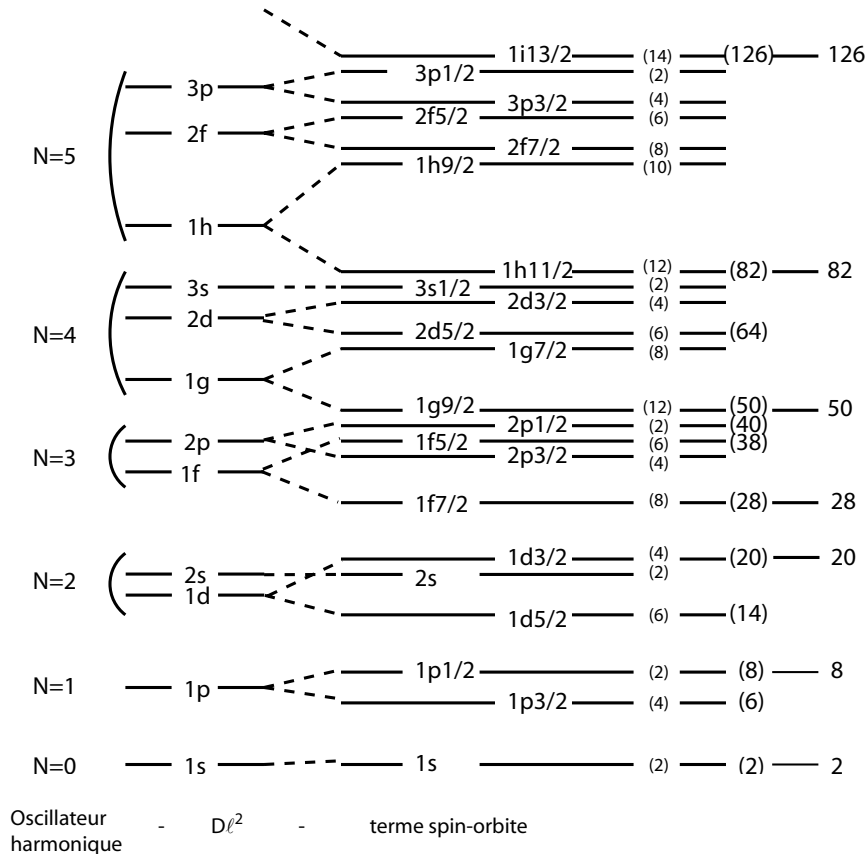 1i13/2 (14) (126) 126
3p1/2 (2)
3p 3p3/2 (4)
2f5/2 (6)
2f 2f7/2 (8)
N=5 1h9/2 (10)
1h
1h11/2 (12) (82) 82
3s 3s1/2 (2)
2d3/2 (4)
2d
N=4 2d5/2 (6) (64)
1g7/2 (8)
1g
1g9/2 (12) (50) 50
2p1/2 (2) (40)
2p 1f5/2 (6) (38)
N=3 2p3/2 (4)
1f
1f7/2 (8) (28) 28
1d3/2 (4) (20) 20
2s 2s (2)
N=2 1d
1d5/2 (6) (14)
1p1/2 (2) (8) 8
N=1 1p
1p3/2 (4) (6)
N=0 1s 1s (2) (2) 2
Oscillateur
harmonique - Dℓ² - terme spin-orbite